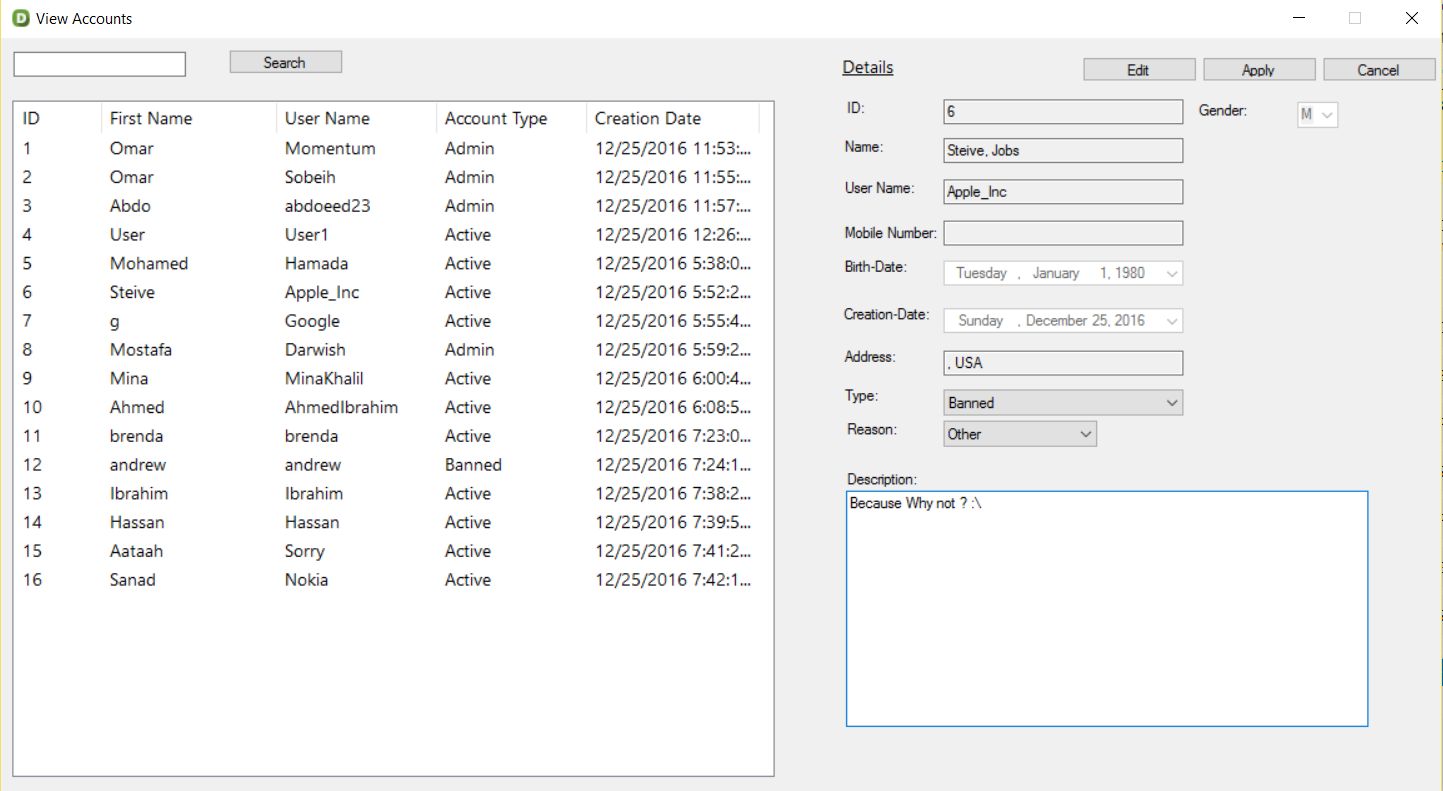 D View Accounts
Search
ID First Name User Name Account Type Creation Date
1 Omar Momentum Admin 12/25/2016 11:53:...
2 Omar Sobeih Admin 12/25/2016 11:55:...
3 Abdo abdoeed23 Admin 12/25/2016 11:57:...
4 User User1 Active 12/25/2016 12:26:...
5 Mohamed Hamada Active 12/25/2016 5:38:0...
6 Steive Apple_Inc Active 12/25/2016 5:52:2...
7 g Google Active 12/25/2016 5:55:4...
8 Mostafa Darwish Admin 12/25/2016 5:59:2...
9 Mina MinaKhalil Active 12/25/2016 6:00:4...
10 Ahmed AhmedIbrahim Active 12/25/2016 6:08:5...
11 brenda brenda Active 12/25/2016 7:23:0...
12 andrew andrew Banned 12/25/2016 7:24:1...
13 Ibrahim Ibrahim Active 12/25/2016 7:38:2...
14 Hassan Hassan Active 12/25/2016 7:39:5...
15 Aataah Sorry Active 12/25/2016 7:41:2...
16 Sanad Nokia Active 12/25/2016 7:42:1...
Details Edit Apply Cancel
ID: 6 Gender: M
Name: Steive, Jobs
User Name: Apple_Inc
Mobile Number:
Birth-Date: Tuesday , January 1, 1980
Creation-Date: Sunday , December 25, 2016
Address: , USA
Type: Banned
Reason: Other
Description:
Because Why not ? :\